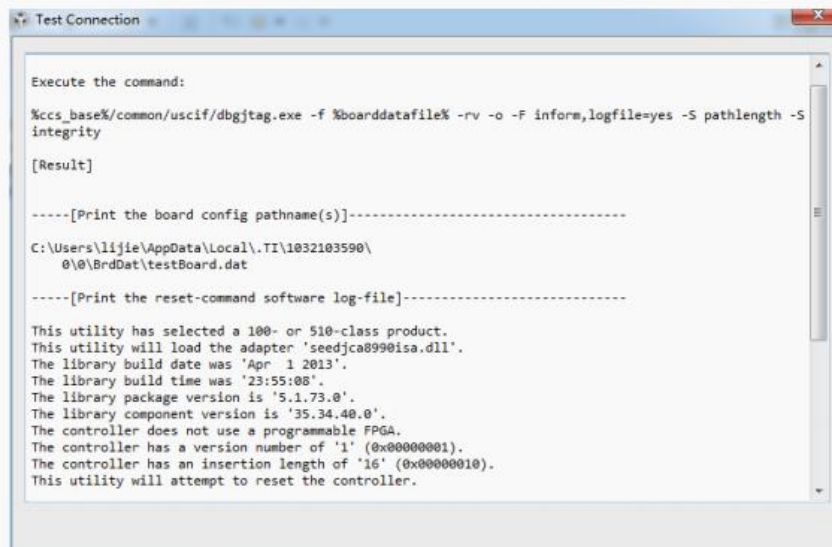 Test Connection
Execute the command:
%ccs_base%/common/uscif/dbgjtag.exe -f %boarddatafile% -rv -o -F inform,logfile=yes -S pathlength -S
integrity
[Result]
-----[Print the board config pathname(s)]------------------------------------
C:\Users\lijie\AppData\Local\.TI\1032103590\
0\0\BrdDat\testBoard.dat
-----[Print the reset-command software log-file]-----------------------------
This utility has selected a 100- or 510-class product.
This utility will load the adapter 'seedjca8990isa.dll'.
The library build date was 'Apr  1 2013'.
The library build time was '23:55:08'.
The library package version is '5.1.73.0'.
The library component version is '35.34.40.0'.
The controller does not use a programmable FPGA.
The controller has a version number of '1' (0x00000001).
The controller has an insertion length of '16' (0x00000010).
This utility will attempt to reset the controller.